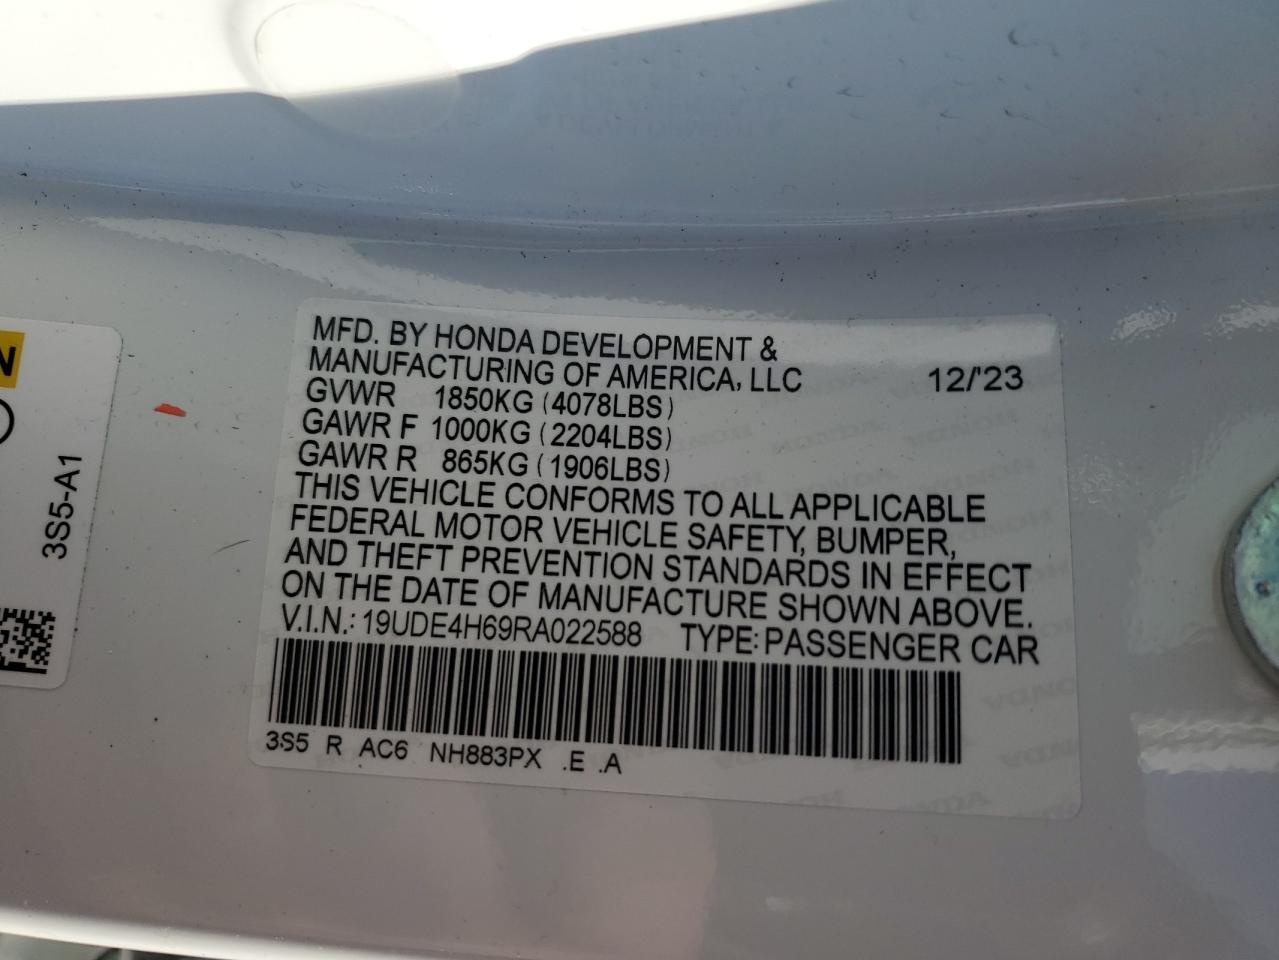 MFD. BY HONDA DEVELOPMENT &
MANUFACTURING OF AMERICA, LLC 12/'23
GVWR 1850KG (4078LBS)
GAWR F 1000KG (2204LBS)
GAWR R 865KG (1906LBS)
THIS VEHICLE CONFORMS TO ALL APPLICABLE
FEDERAL MOTOR VEHICLE SAFETY, BUMPER,
AND THEFT PREVENTION STANDARDS IN EFFECT
ON THE DATE OF MANUFACTURE SHOWN ABOVE.
V.I.N.: 19UDE4H69RA022588 TYPE: PASSENGER CAR
3S5 R AC6 NH883PX .E .A
N
3S5-A1